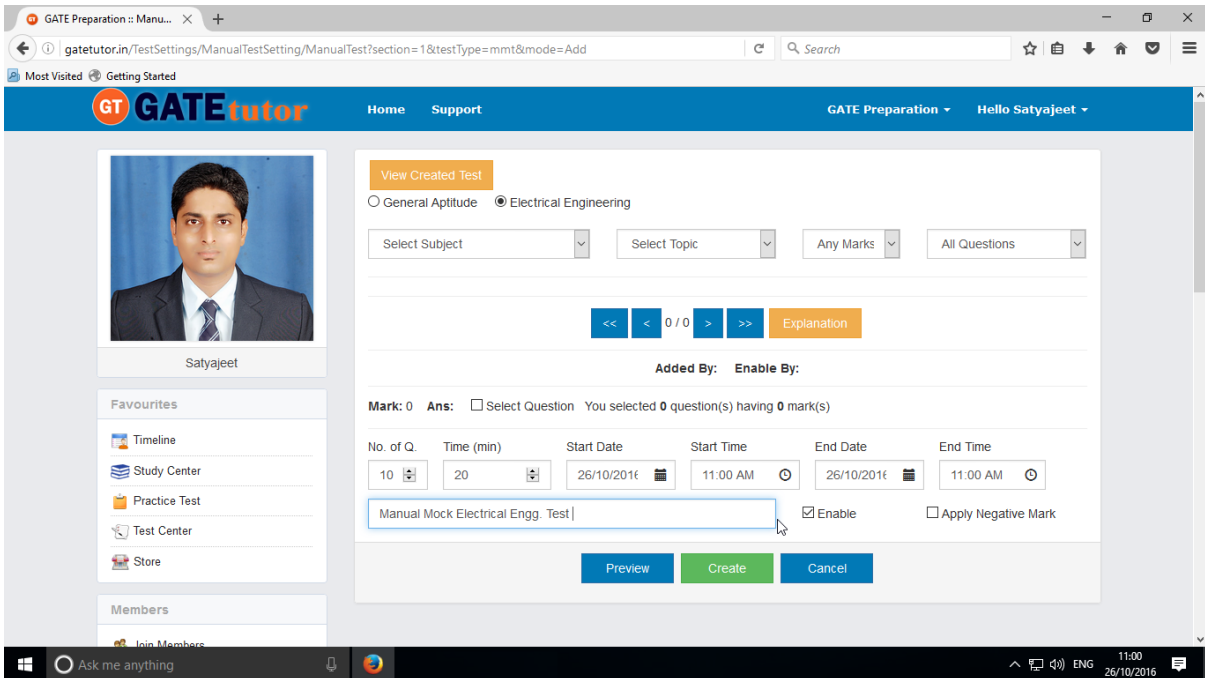 GATE Preparation :: Manu...
gatetutor.in/TestSettings/ManualTestSetting/ManualTest?section=1&testType=mmt&mode=Add
Search
Most Visited Getting Started
GT GATEtutor Home Support GATE Preparation Hello Satyajeet
View Created Test
General Aptitude Electrical Engineering
Select Subject Select Topic Any Marks All Questions
<< < 0 / 0 > >> Explanation
Satyajeet
Added By: Enable By:
Favourites
Mark: 0 Ans: Select Question You selected 0 question(s) having 0 mark(s)
Timeline
No. of Q. Time (min) Start Date Start Time End Date End Time
Study Center
10 20 26/10/2016 11:00 AM 26/10/2016 11:00 AM
Practice Test
Manual Mock Electrical Engg. Test Enable Apply Negative Mark
Test Center
Store
Preview Create Cancel
Members
Join Members
Ask me anything
ENG
11:00
26/10/2016